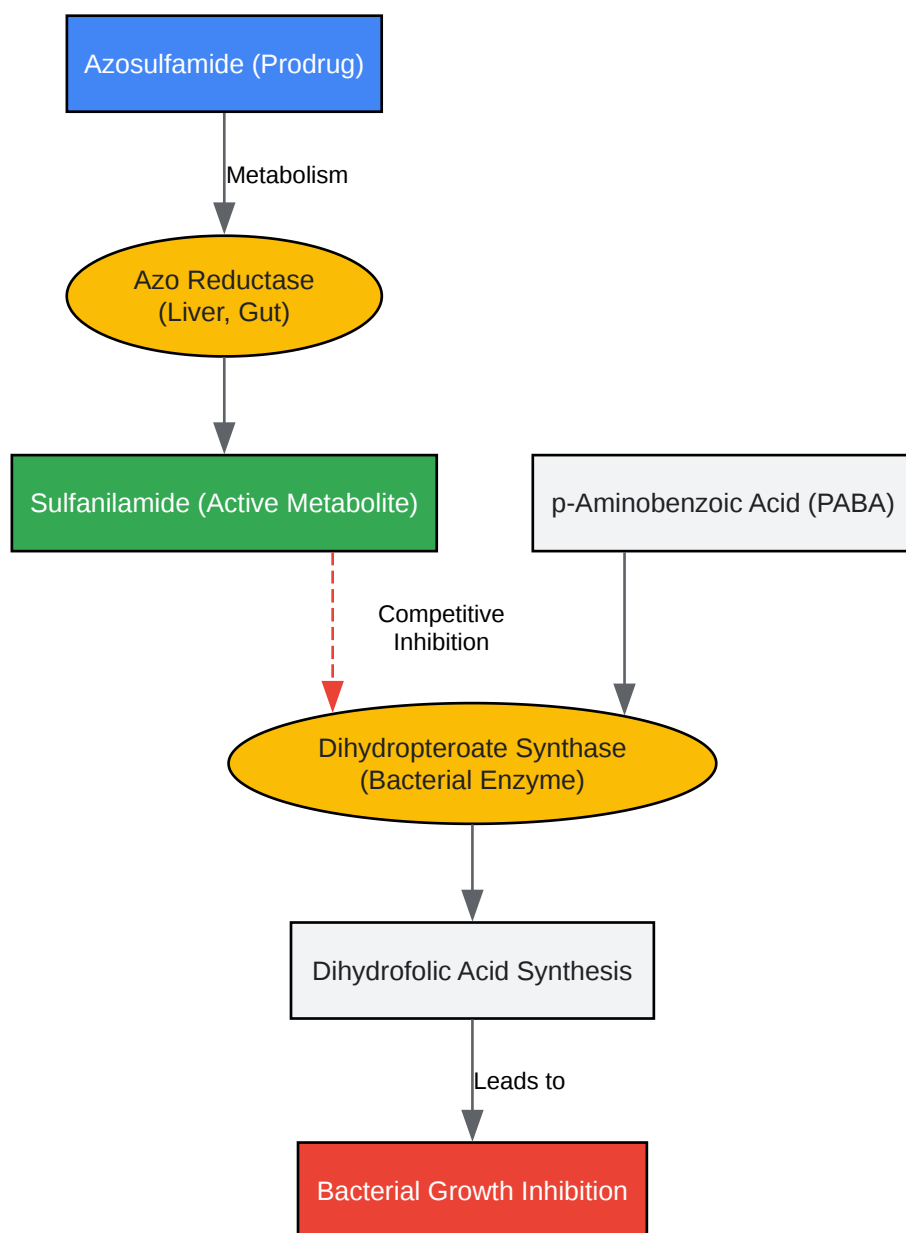 Azosulfamide (Prodrug)
Metabolism
Azo Reductase
(Liver, Gut)
Sulfanilamide (Active Metabolite)
p-Aminobenzoic Acid (PABA)
Competitive
Inhibition
Dihydropteroate Synthase
(Bacterial Enzyme)
Dihydrofolic Acid Synthesis
Leads to
Bacterial Growth Inhibition